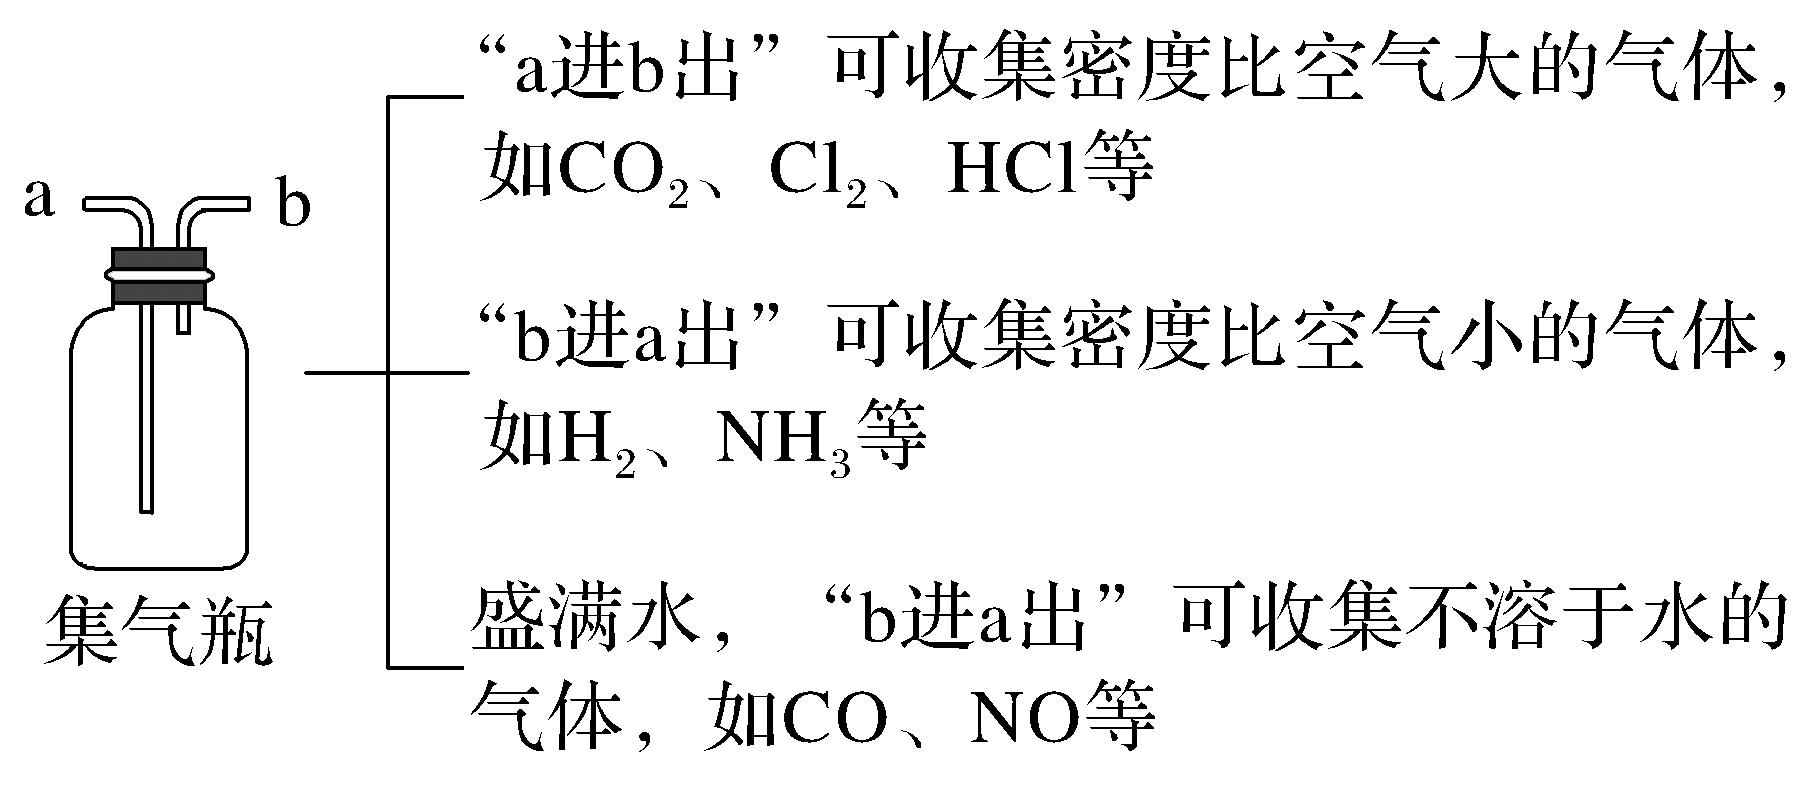 a
b
集气瓶
“a进b出”可收集密度比空气大的气体，
如CO₂、Cl₂、HCl等
“b进a出”可收集密度比空气小的气体，
如H₂、NH₃等
盛满水，“b进a出”可收集不溶于水的
气体，如CO、NO等